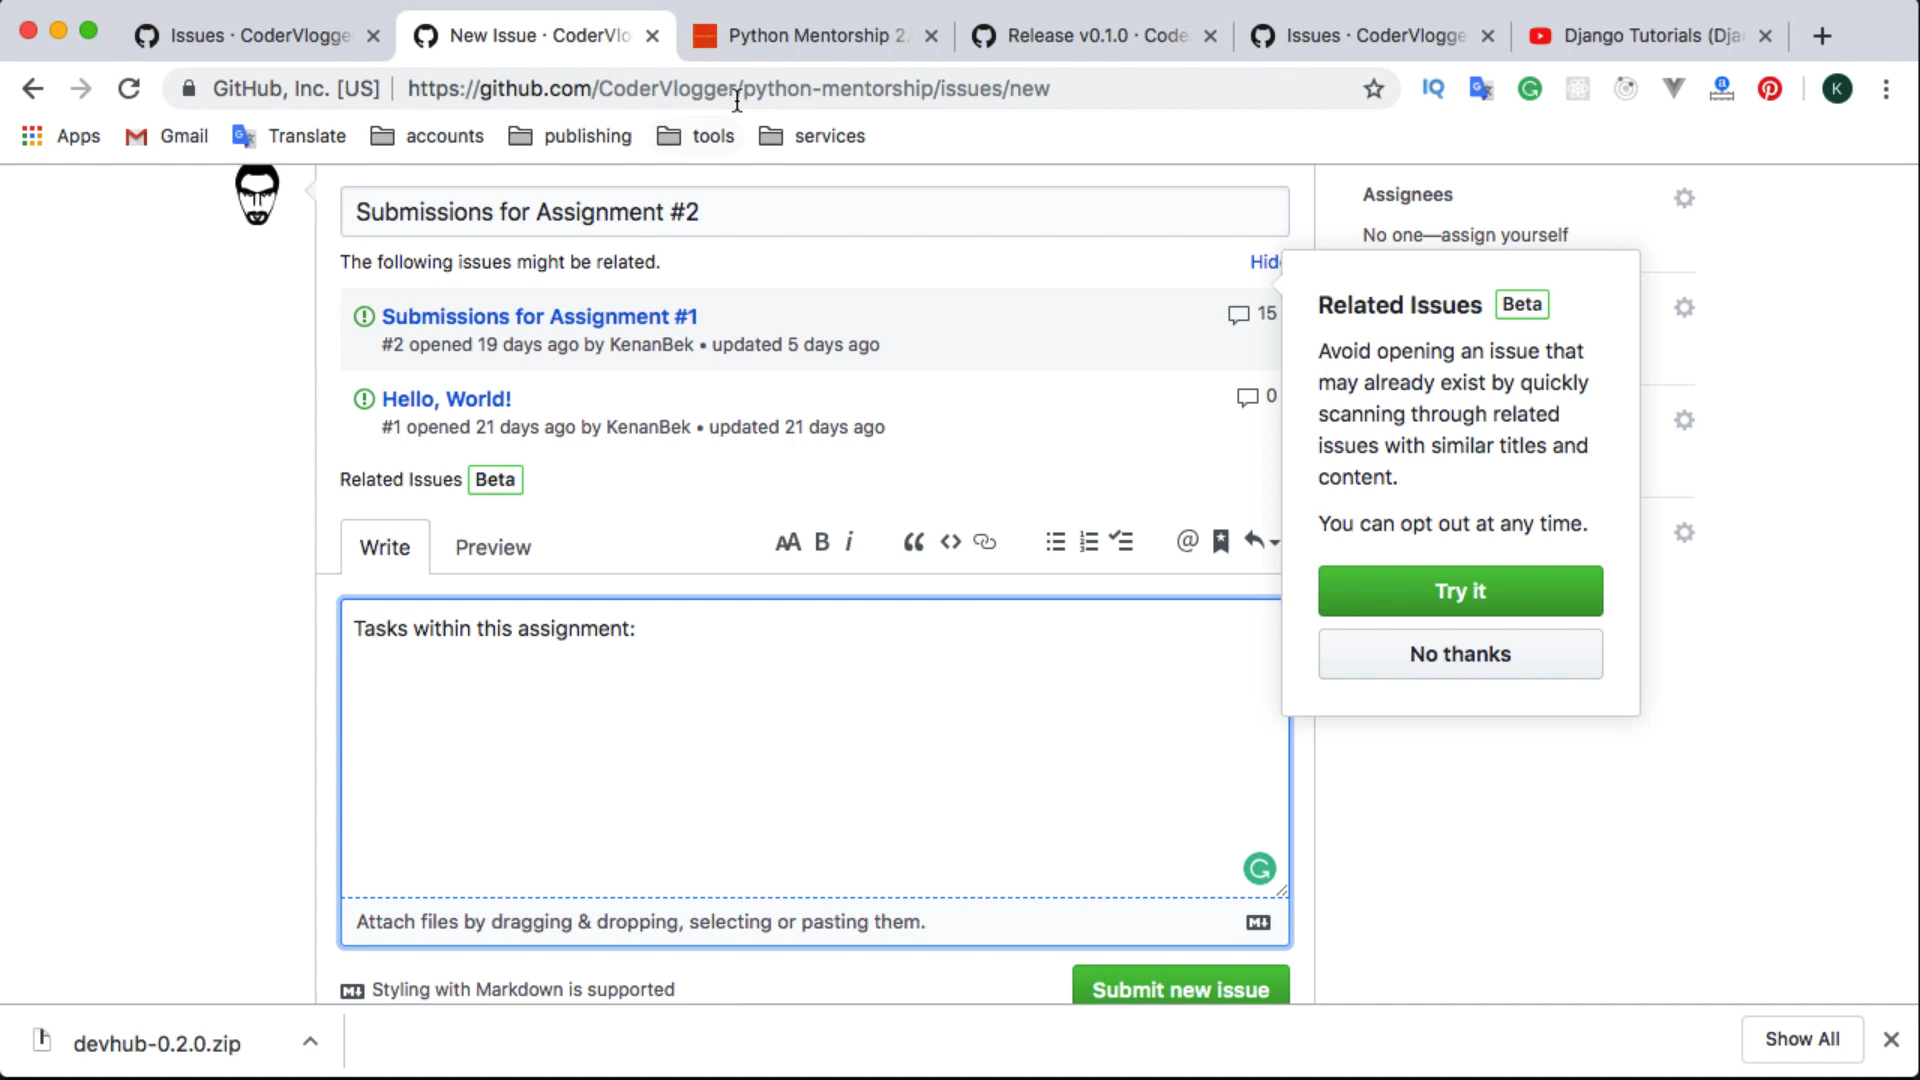 Issues · CoderVlogge
New Issue · CoderVlo
Python Mentorship 2.
Release v0.1.0 · Code
Issues · CoderVlogge
Django Tutorials (Dja
GitHub, Inc. [US]
https://github.com/CoderVlogger/python-mentorship/issues/new
IQ
K
Apps
Gmail
Translate
accounts
publishing
tools
services
Submissions for Assignment #2
The following issues might be related.
Hid
Submissions for Assignment #1
15
#2 opened 19 days ago by KenanBek • updated 5 days ago
Hello, World!
0
#1 opened 21 days ago by KenanBek • updated 21 days ago
Related Issues Beta
Write
Preview
AA B i
Tasks within this assignment:
Attach files by dragging & dropping, selecting or pasting them.
Styling with Markdown is supported
Submit new issue
Assignees
No one—assign yourself
Related Issues Beta
Avoid opening an issue that
may already exist by quickly
scanning through related
issues with similar titles and
content.
You can opt out at any time.
Try it
No thanks
devhub-0.2.0.zip
Show All